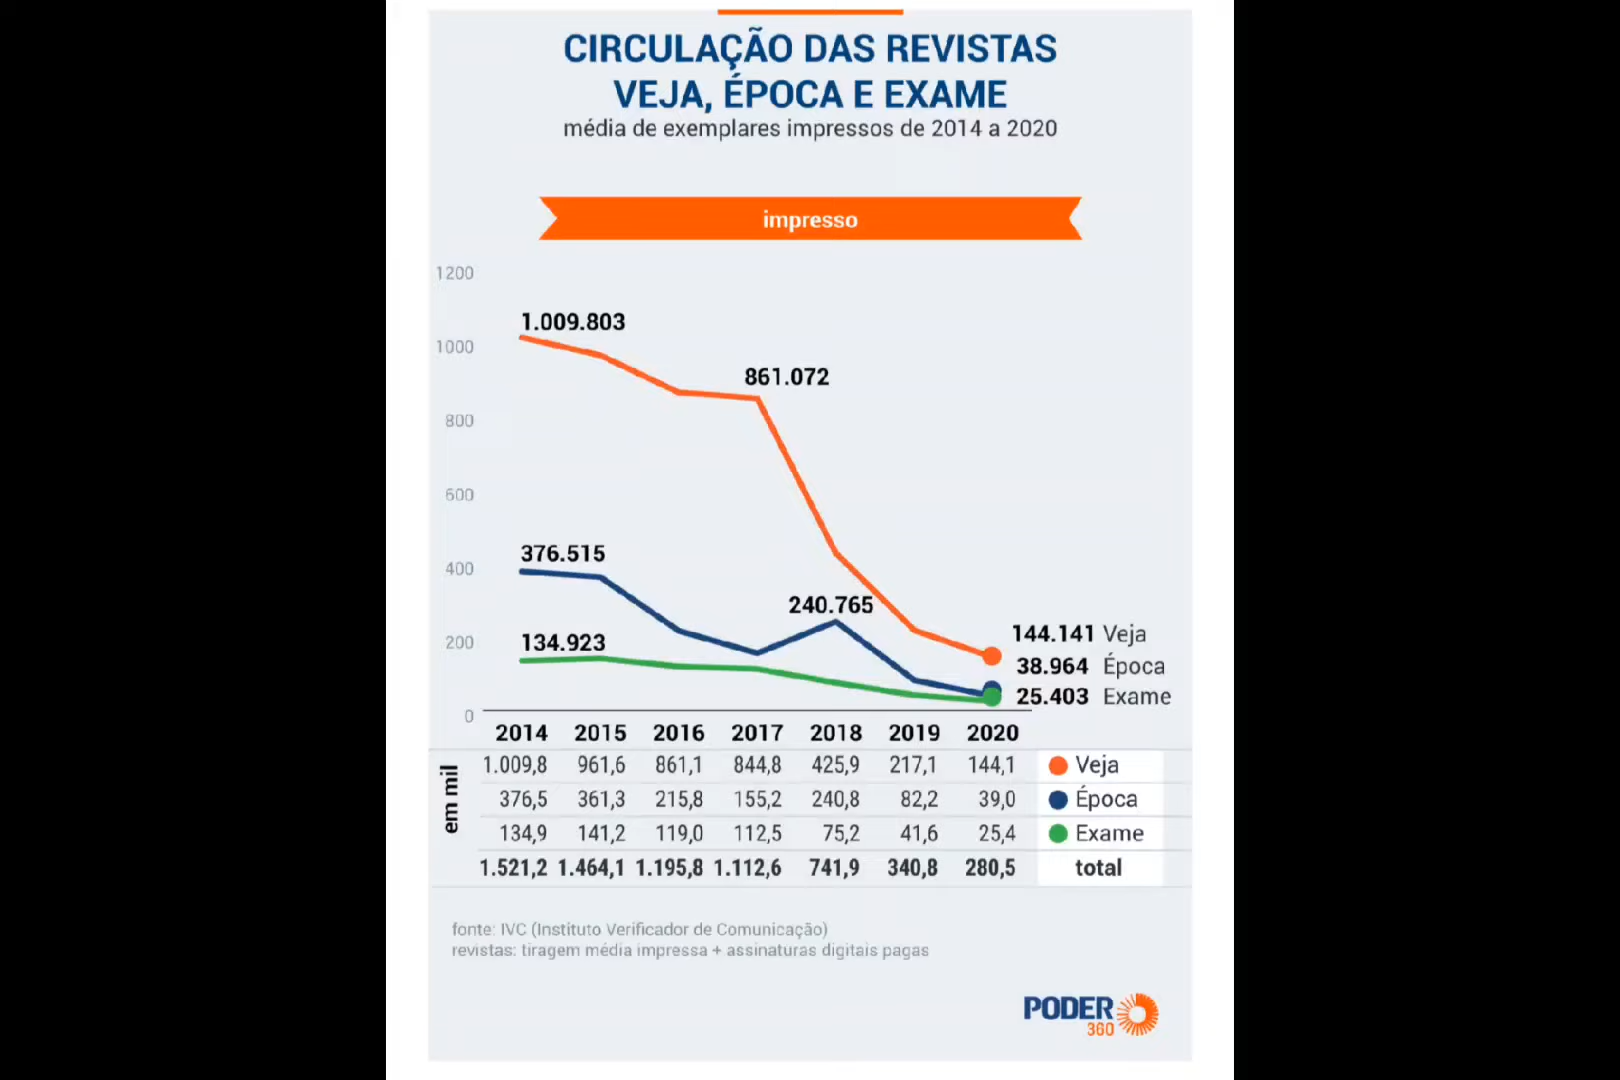 CIRCULAÇÃO DAS REVISTAS
VEJA, ÉPOCA E EXAME
média de exemplares impressos de 2014 a 2020
impresso
1200
1000
800
600
400
200
0
1.009.803
861.072
376.515
240.765
134.923
144.141 Veja
38.964 Época
25.403 Exame
2014 2015 2016 2017 2018 2019 2020
em mil
1.009,8 961,6 861,1 844,8 425,9 217,1 144,1 Veja
376,5 361,3 215,8 155,2 240,8 82,2 39,0 Época
134,9 141,2 119,0 112,5 75,2 41,6 25,4 Exame
1.521,2 1.464,1 1.195,8 1.112,6 741,9 340,8 280,5 total
fonte: IVC (Instituto Verificador de Comunicação)
revistas: tiragem média impressa + assinaturas digitais pagas
PODER
360